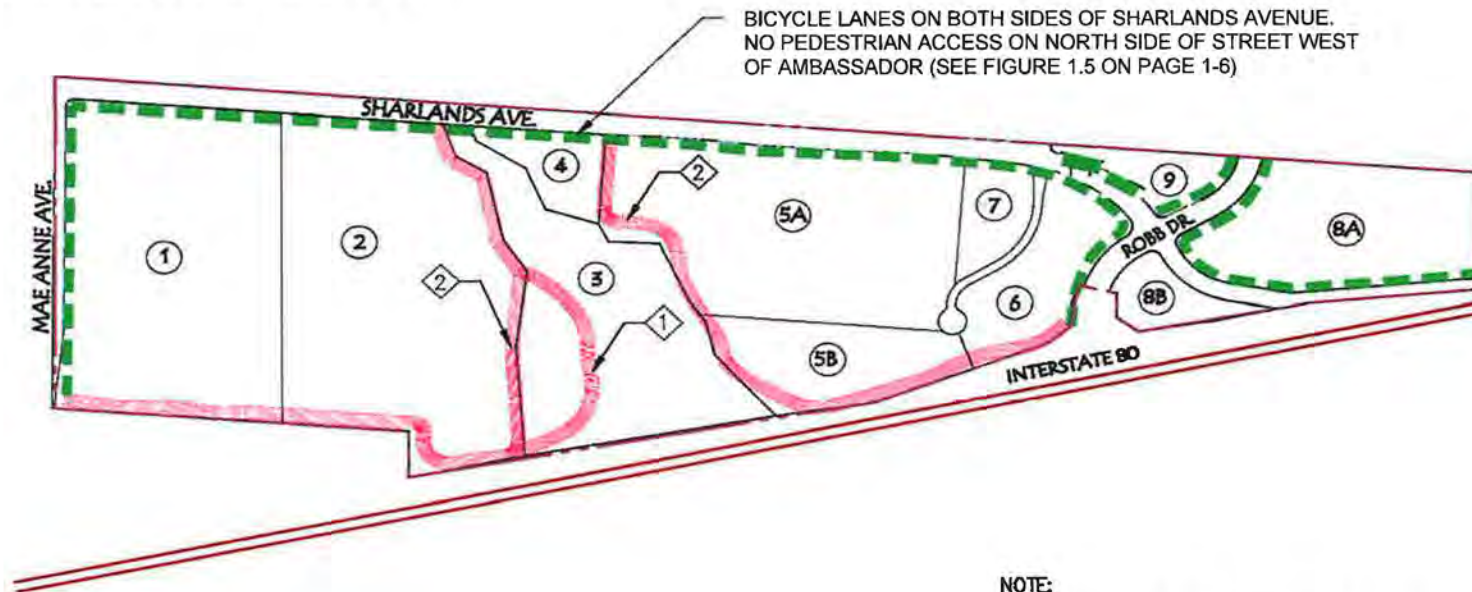 BICYCLE LANES ON BOTH SIDES OF SHARLANDS AVENUE.
NO PEDESTRIAN ACCESS ON NORTH SIDE OF STREET WEST
OF AMBASSADOR (SEE FIGURE 1.5 ON PAGE 1-6)
SHARLANDS AVE.
MAE ANNE AVE.
1
2
4
2
5A
7
9
ROBB DR.
8A
2
3
1
6
8B
5B
INTERSTATE 80
NOTE: